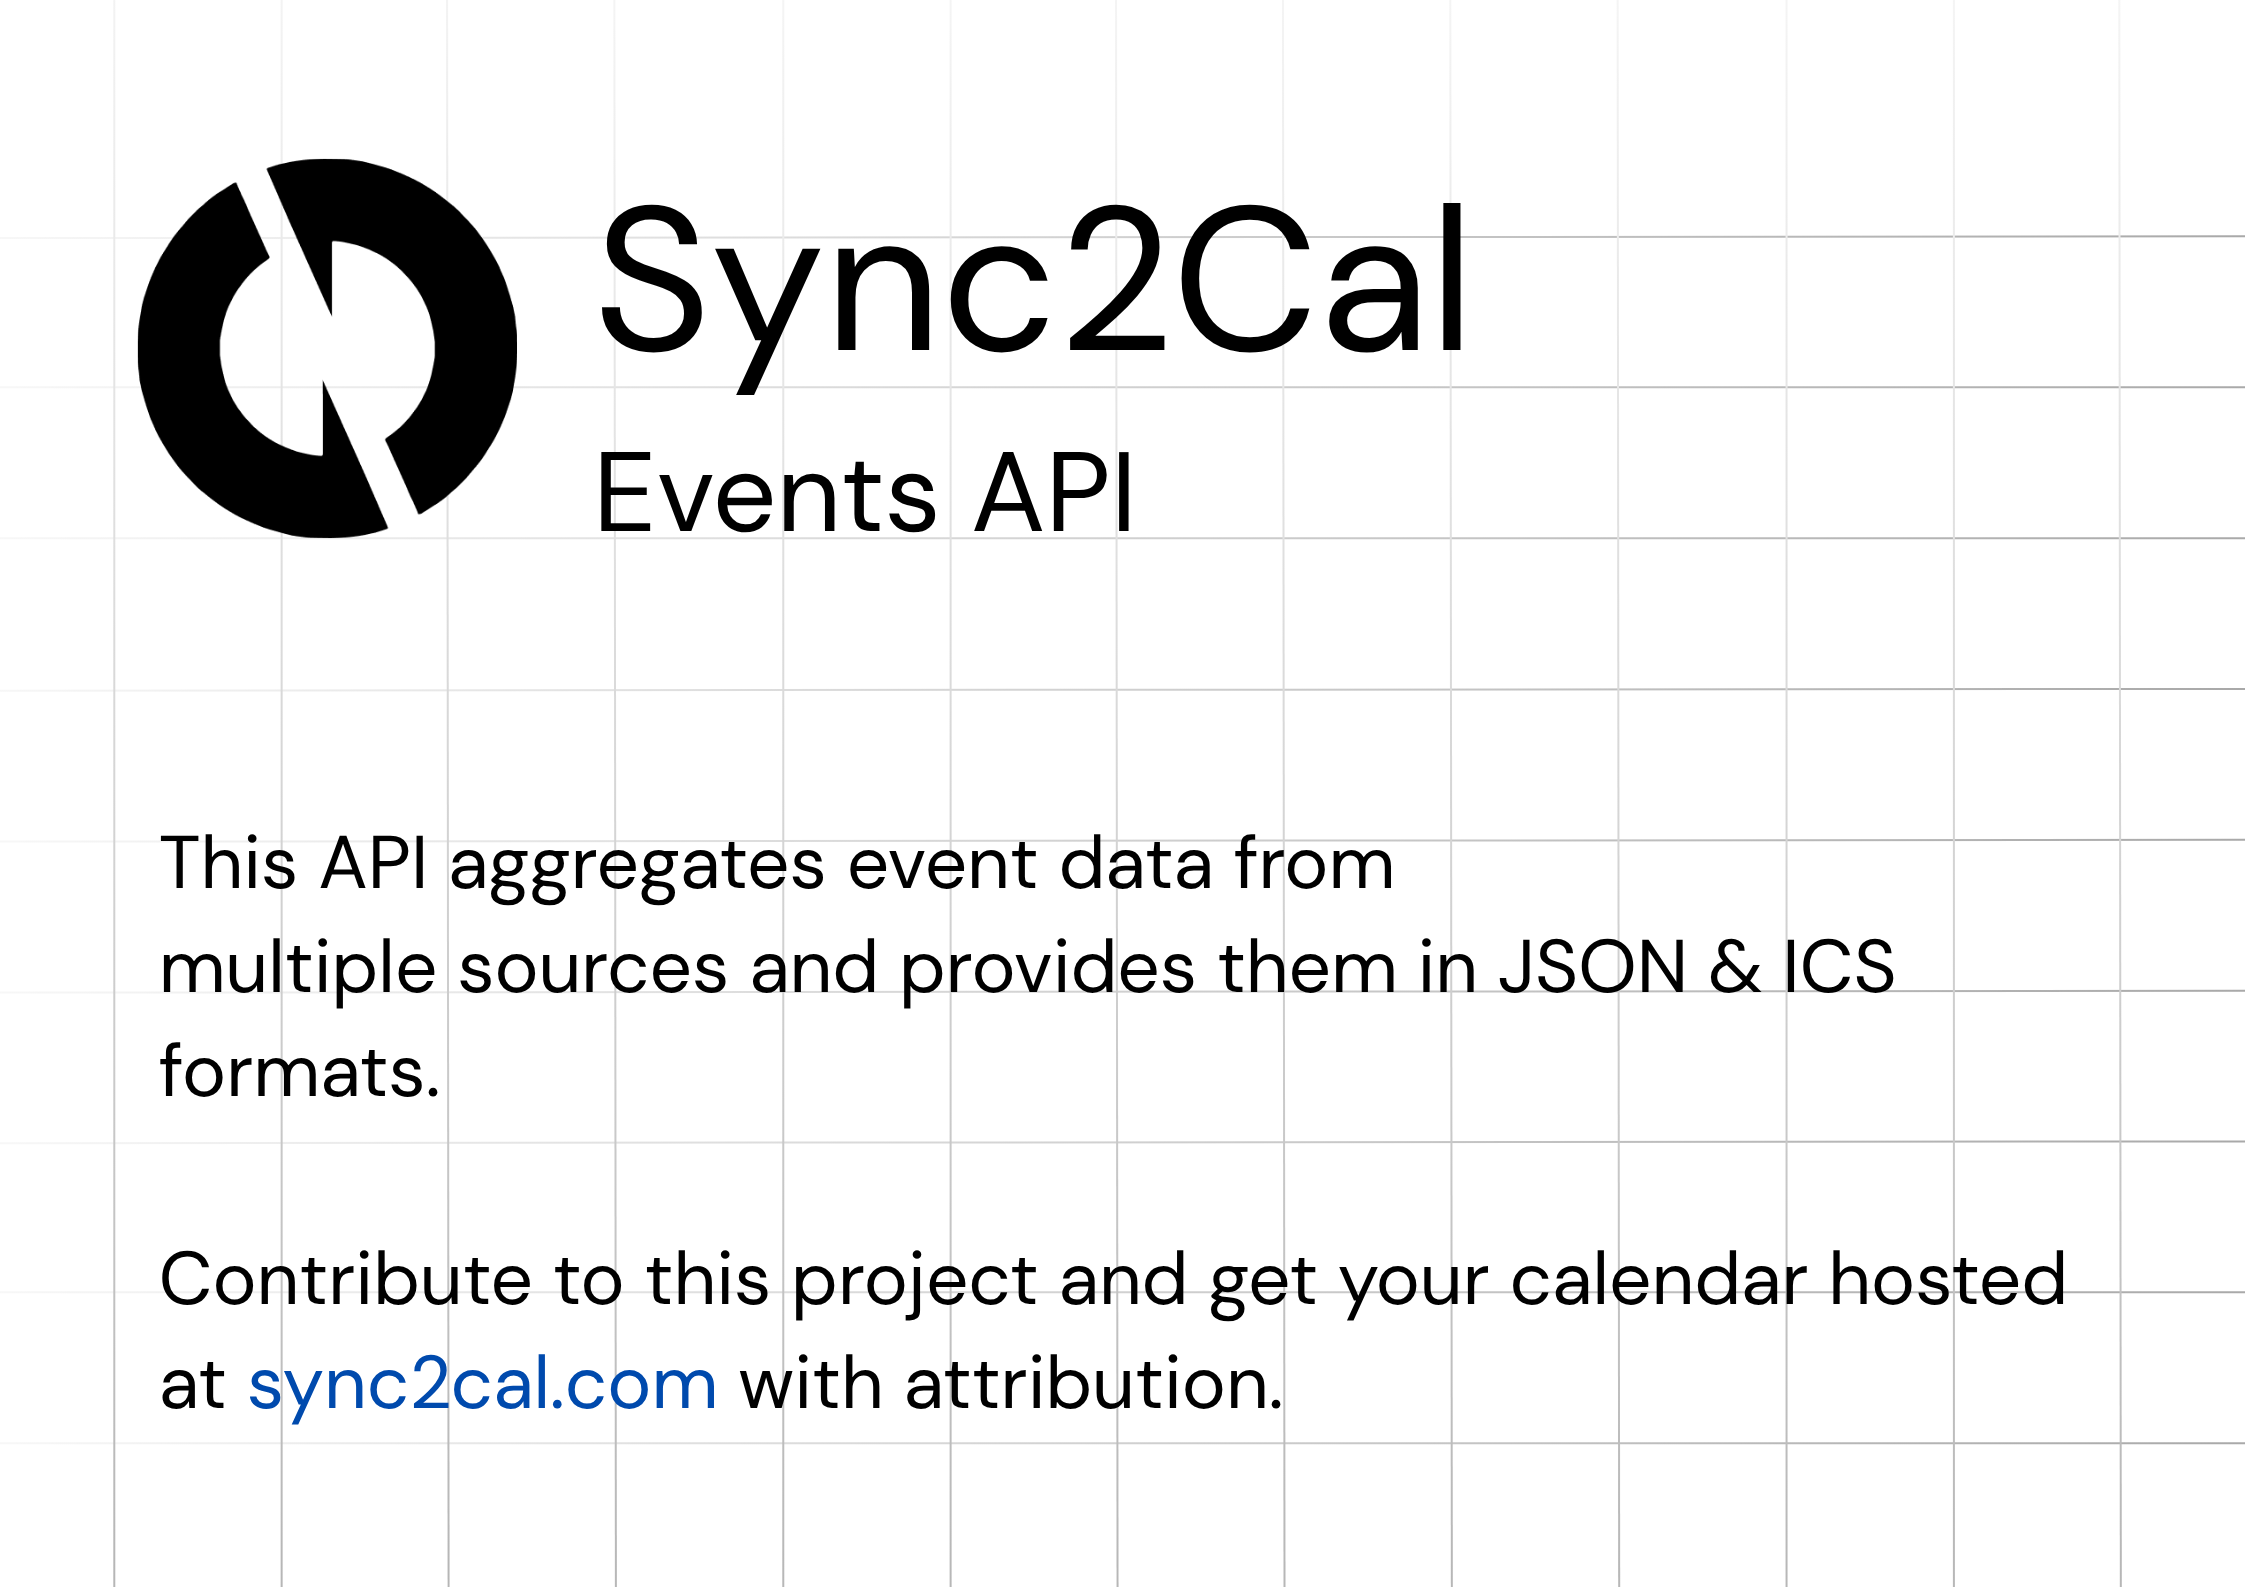 Sync2Cal
Events API
This API aggregates event data from
multiple sources and provides them in JSON & ICS
formats.
Contribute to this project and get your calendar hosted
at sync2cal.com with attribution.